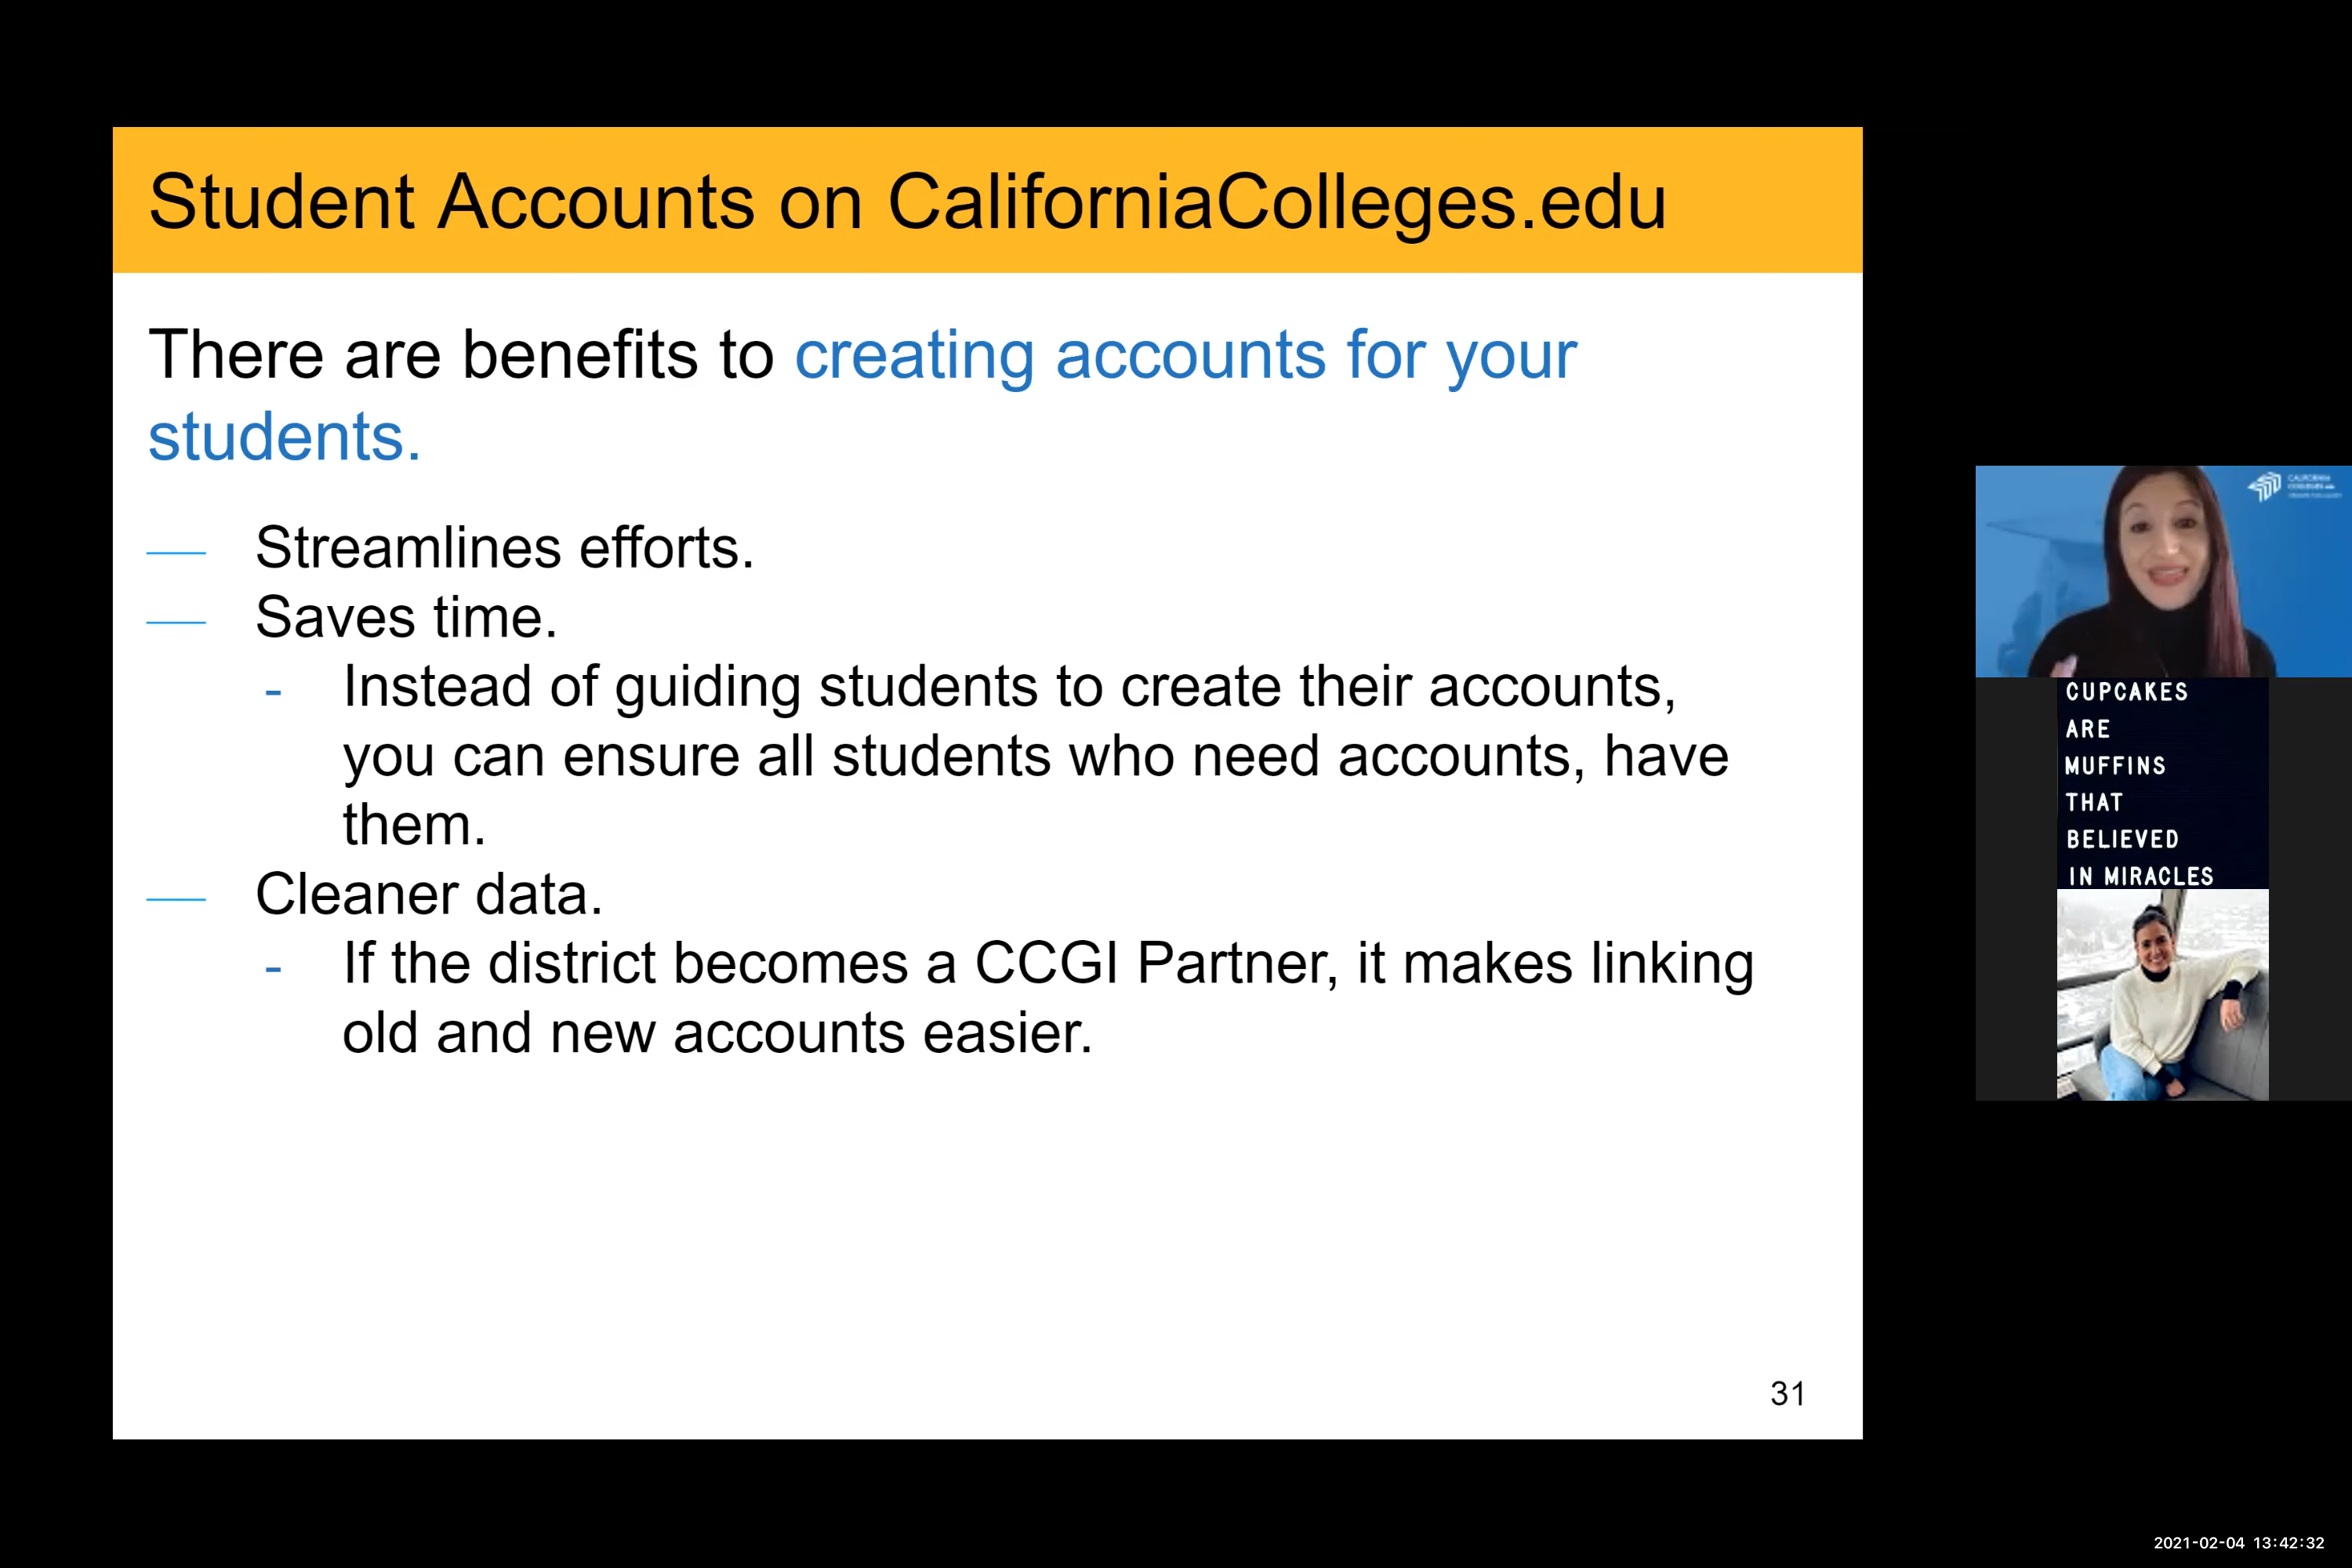 Student Accounts on CaliforniaColleges.edu
There are benefits to creating accounts for your
students.
— Streamlines efforts.
— Saves time.
- Instead of guiding students to create their accounts,
you can ensure all students who need accounts, have
them.
— Cleaner data.
- If the district becomes a CCGI Partner, it makes linking
old and new accounts easier.
31
CALIFORNIA
COLLEGES.EDU
CUPCAKES
ARE
MUFFINS
THAT
BELIEVED
IN MIRACLES
2021-02-04 13:42:32